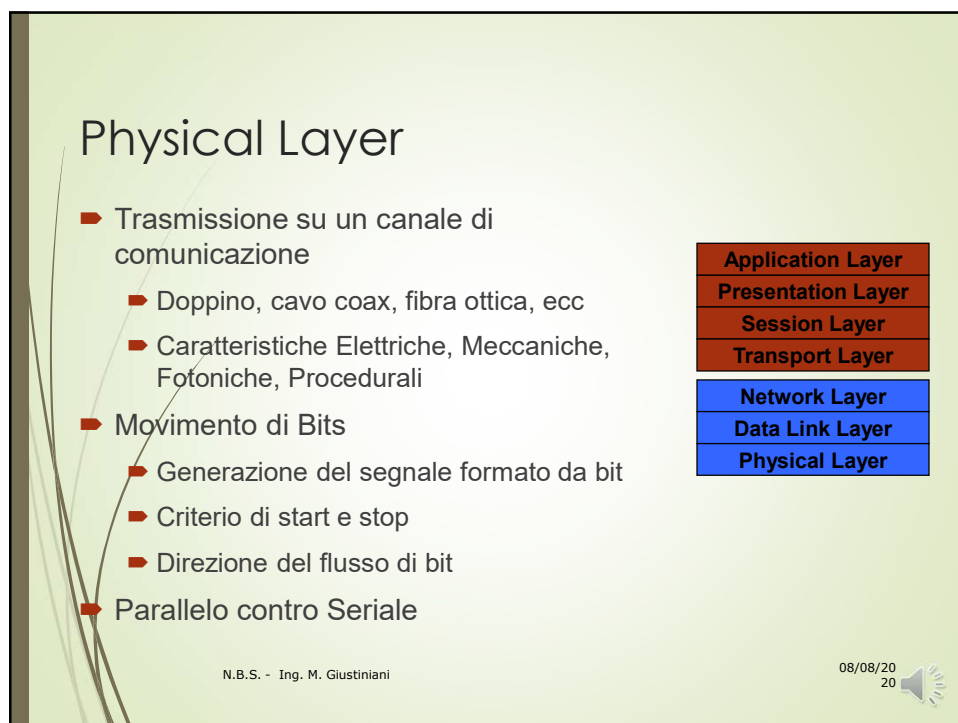 Physical Layer
Trasmissione su un canale di
comunicazione
Doppino, cavo coax, fibra ottica, ecc
Caratteristiche Elettriche, Meccaniche,
Fotoniche, Procedurali
Movimento di Bits
Generazione del segnale formato da bit
Criterio di start e stop
Direzione del flusso di bit
Parallelo contro Seriale
Application Layer
Presentation Layer
Session Layer
Transport Layer
Network Layer
Data Link Layer
Physical Layer
N.B.S. - Ing. M. Giustiniani
08/08/20
20